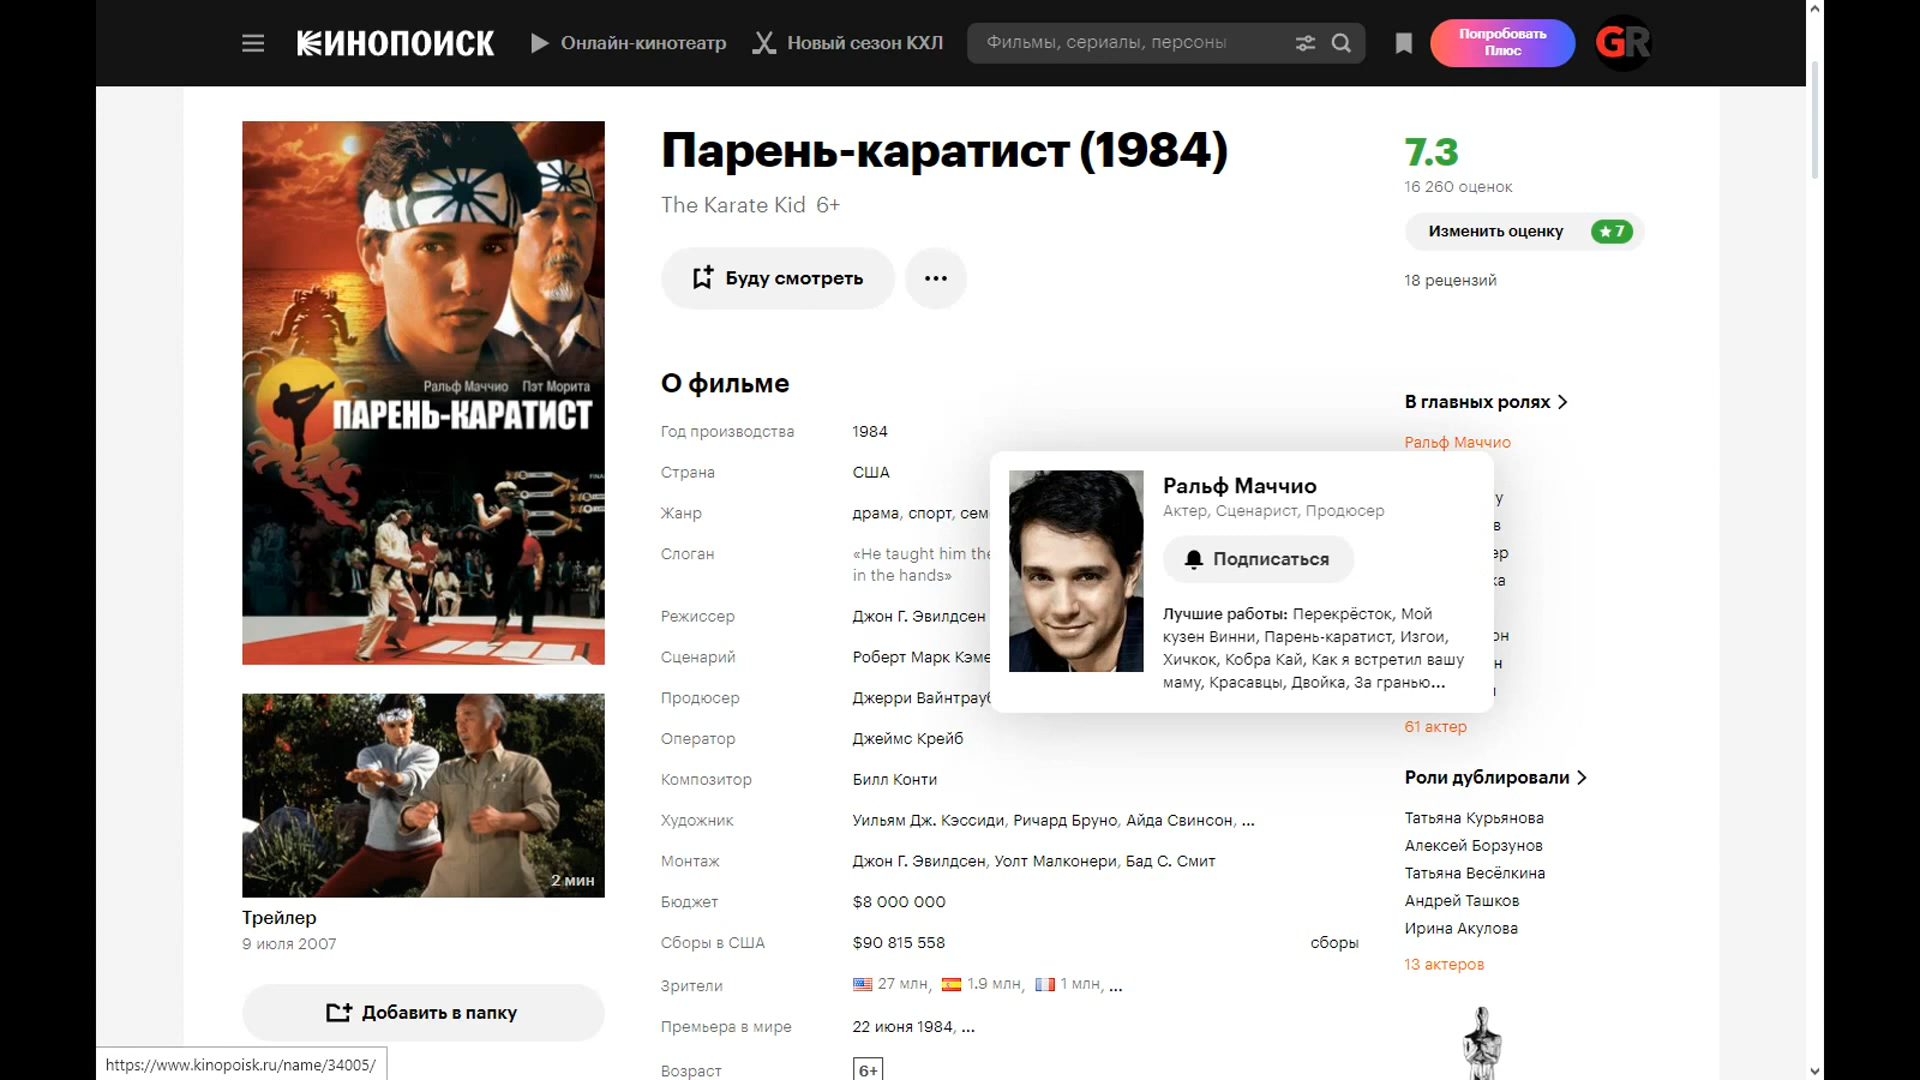 КИНОПОИСК
Онлайн-кинотеатр
Новый сезон КХЛ
Фильмы, сериалы, персоны
Попробовать
Плюс
GR
Парень-каратист (1984)
The Karate Kid 6+
Буду смотреть
...
7.3
16 260 оценок
Изменить оценку
7
18 рецензий
Ральф Маччио Пэт Морита
ПАРЕНЬ-КАРАТИСТ
2 мин
Трейлер
9 июля 2007
Добавить в папку
О фильме
Год производства 1984
Страна США
Жанр драма, спорт, сем
Слоган «He taught him the
in the hands»
Режиссер Джон Г. Эвилдсен
Сценарий Роберт Марк Кэме
Продюсер Джерри Вайнтрауб
Оператор Джеймс Крейб
Композитор Билл Конти
Художник Уильям Дж. Кэссиди, Ричард Бруно, Айда Свинсон, ...
Монтаж Джон Г. Эвилдсен, Уолт Малконери, Бад С. Смит
Бюджет $8 000 000
Сборы в США $90 815 558 сборы
Зрители 27 млн, 1.9 млн, 1 млн, ...
Премьера в мире 22 июня 1984, ...
Возраст 6+
Ральф Маччио
Актер, Сценарист, Продюсер
Подписаться
Лучшие работы: Перекрёсток, Мой
кузен Винни, Парень-каратист, Изгои,
Хичкок, Кобра Кай, Как я встретил вашу
маму, Красавцы, Двойка, За гранью...
В главных ролях
Ральф Маччио
у
в
ер
ка
он
н
61 актер
Роли дублировали
Татьяна Курьянова
Алексей Борзунов
Татьяна Весёлкина
Андрей Ташков
Ирина Акулова
13 актеров
https://www.kinopoisk.ru/name/34005/